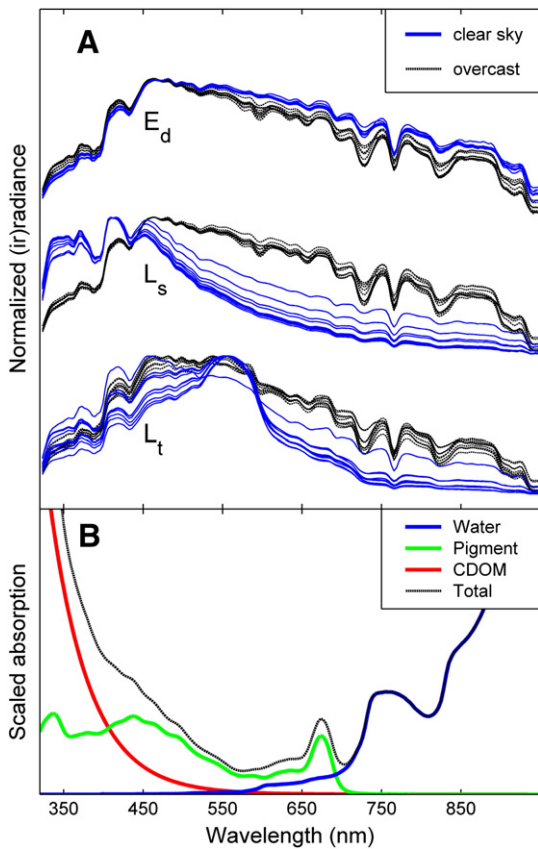 A
clear sky
overcast
E_d
L_s
L_t
Normalized (ir)radiance
B
Water
Pigment
CDOM
Total
Scaled absorption
350 450 550 650 750 850
Wavelength (nm)